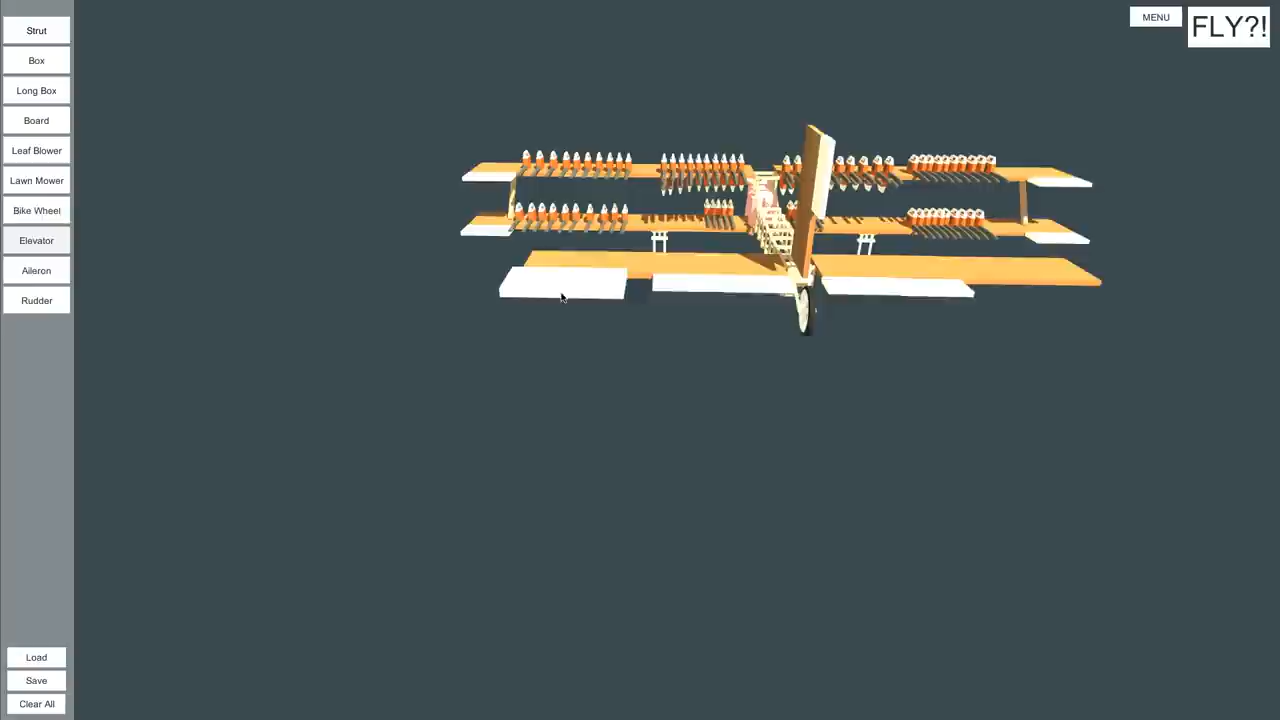 Strut
Box
Long Box
Board
Leaf Blower
Lawn Mower
Bike Wheel
Elevator
Aileron
Rudder
Load
Save
Clear All
MENU
FLY?!